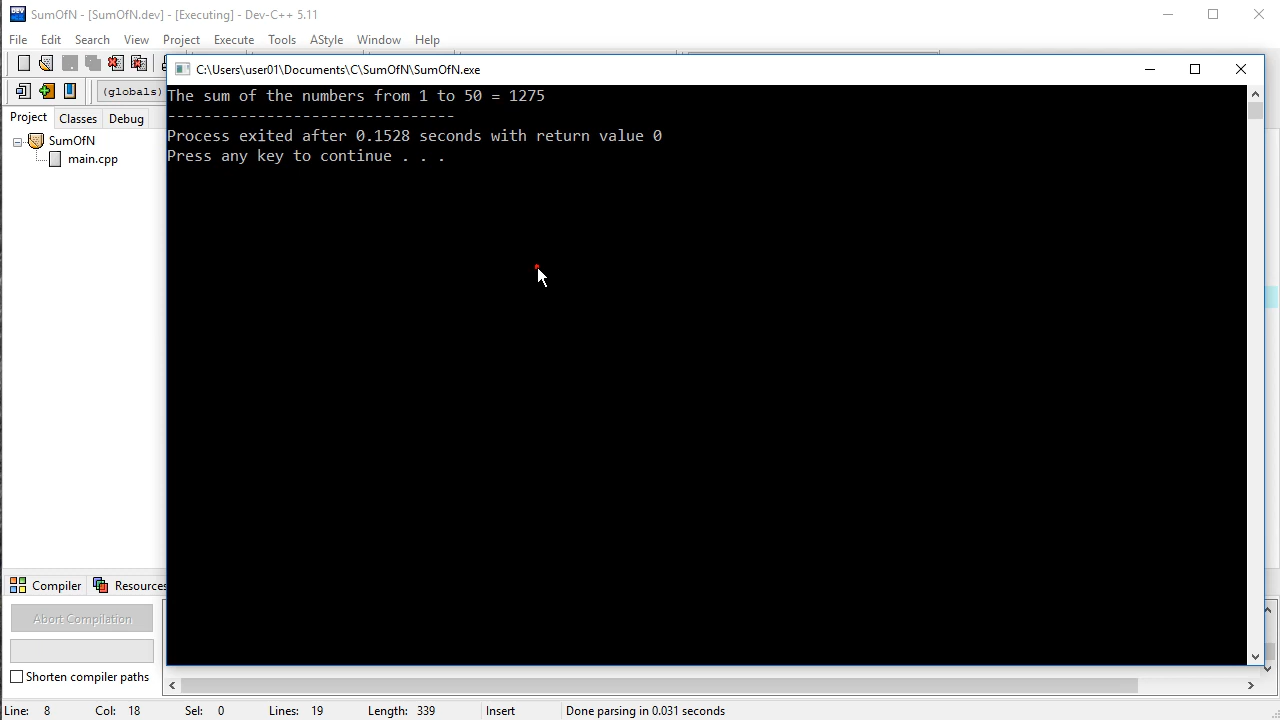 SumOfN - [SumOfN.dev] - [Executing] - Dev-C++ 5.11
File Edit Search View Project Execute Tools AStyle Window Help
C:\Users\user01\Documents\C\SumOfN\SumOfN.exe
(globals)
The sum of the numbers from 1 to 50 = 1275
--------------------------------
Process exited after 0.1528 seconds with return value 0
Press any key to continue . . .
Project Classes Debug
SumOfN
main.cpp
Compiler Resources
Abort Compilation
Shorten compiler paths
Line: 8 Col: 18 Sel: 0 Lines: 19 Length: 339 Insert Done parsing in 0.031 seconds